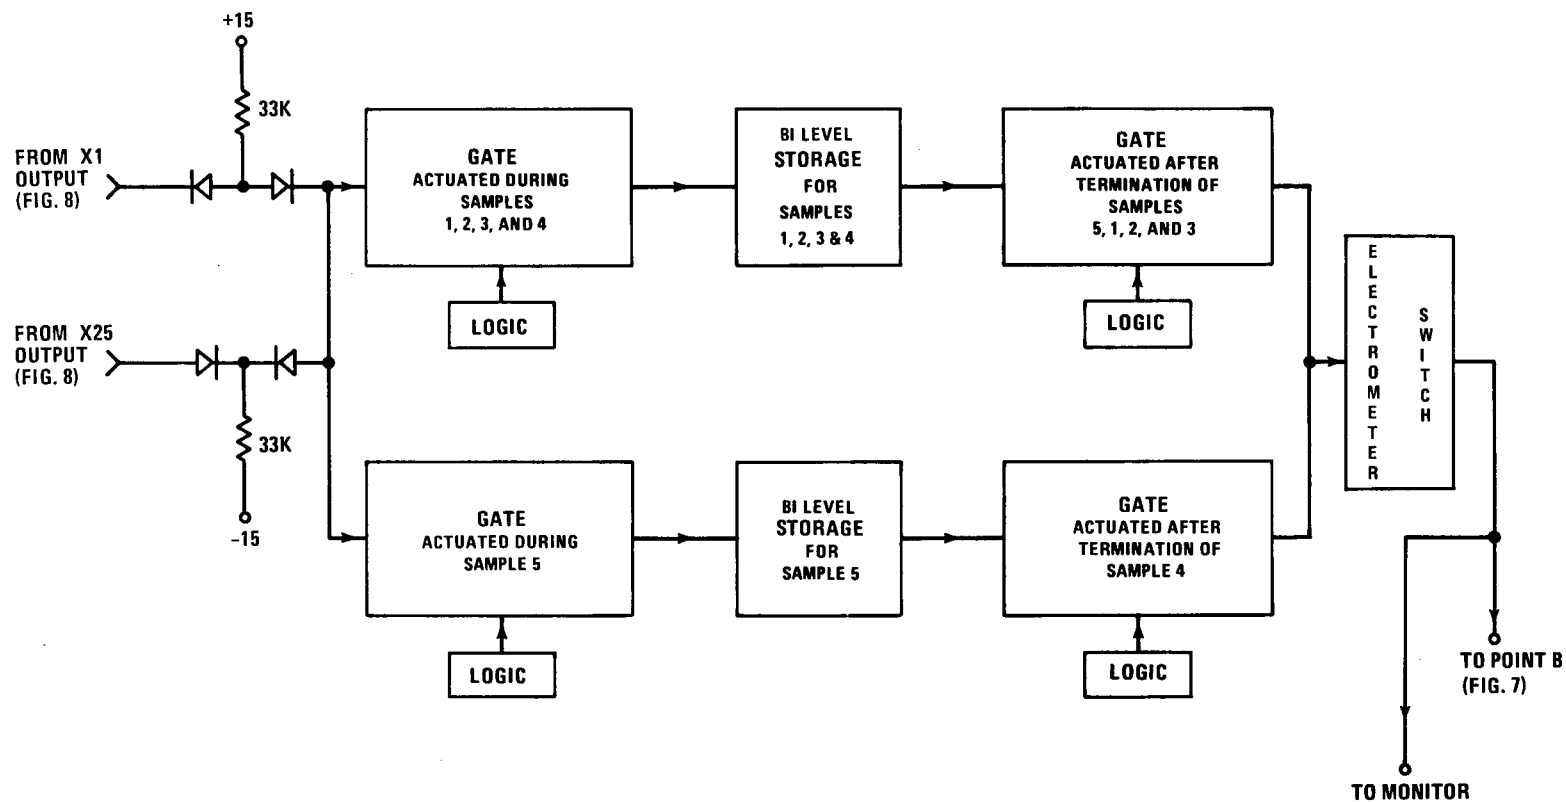 +15
33K
FROM X1
OUTPUT
(FIG. 8)
GATE
ACTUATED DURING
SAMPLES
1, 2, 3, AND 4
BI LEVEL
STORAGE
FOR
SAMPLES
1, 2, 3 & 4
GATE
ACTUATED AFTER
TERMINATION OF
SAMPLES
5, 1, 2, AND 3
LOGIC
LOGIC
ELECTROMETER
SWITCH
FROM X25
OUTPUT
(FIG. 8)
33K
-15
GATE
ACTUATED DURING
SAMPLE 5
BI LEVEL
STORAGE
FOR
SAMPLE 5
GATE
ACTUATED AFTER
TERMINATION OF
SAMPLE 4
LOGIC
LOGIC
TO POINT B
(FIG. 7)
TO MONITOR